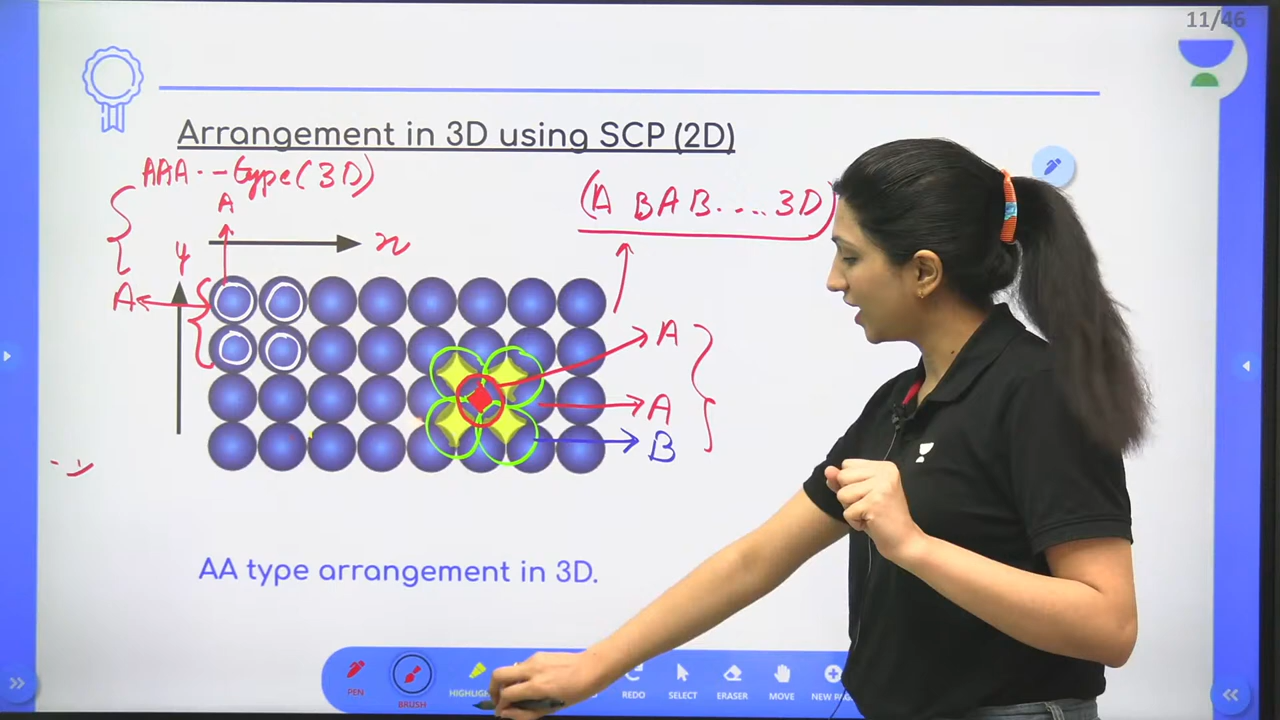 11/46
Arrangement in 3D using SCP (2D)
AAA..-type(3D)
A
(A BAB....3D)
y
x
A
A
A
B
AA type arrangement in 3D.
PEN
BRUSH
REDO
SELECT
ERASER
MOVE